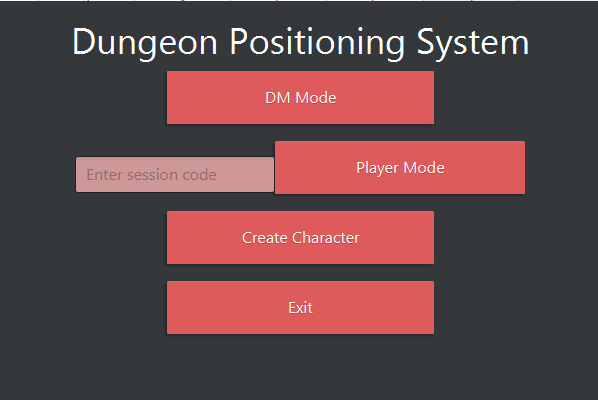 Dungeon Positioning System
DM Mode
Enter session code
Player Mode
Create Character
Exit